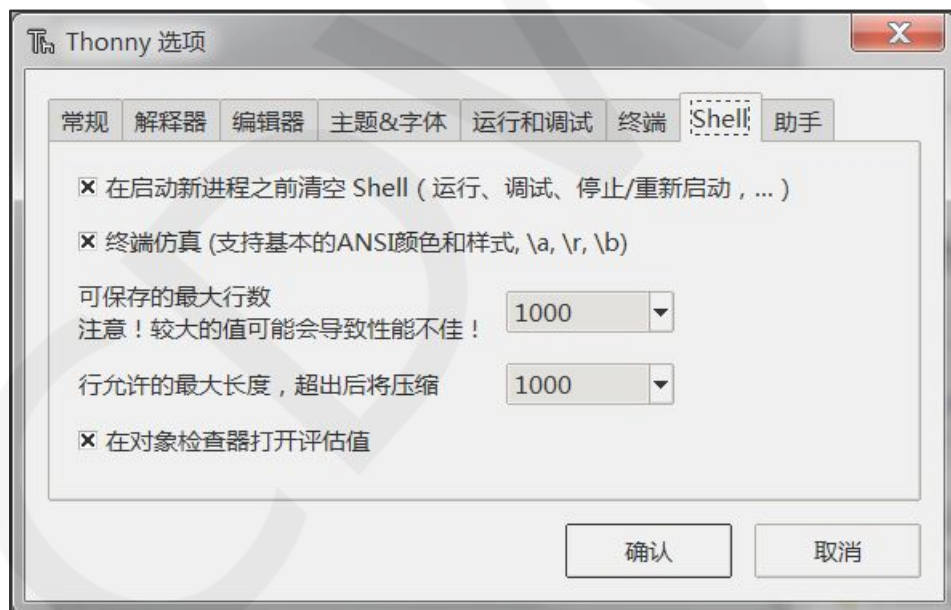 Thonny 选项
常规 解释器 编辑器 主题&字体 运行和调试 终端 Shell 助手
在启动新进程之前清空 Shell ( 运行、调试、停止/重新启动 , ... )
终端仿真 (支持基本的ANSI颜色和样式, \a, \r, \b)
可保存的最大行数
注意！较大的值可能会导致性能不佳！
1000
行允许的最大长度，超出后将压缩
1000
在对象检查器打开评估值
确认 取消